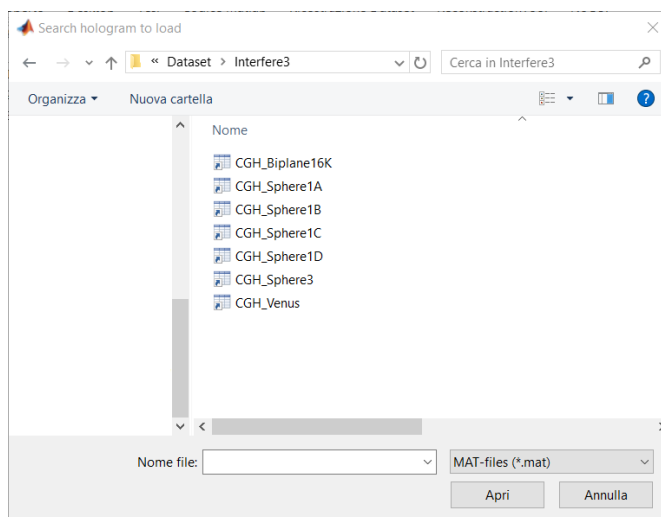 Search hologram to load
« Dataset > Interfere3
Cerca in Interfere3
Organizza
Nuova cartella
Nome
CGH_Biplane16K
CGH_Sphere1A
CGH_Sphere1B
CGH_Sphere1C
CGH_Sphere1D
CGH_Sphere3
CGH_Venus
Nome file:
MAT-files (*.mat)
Apri
Annulla